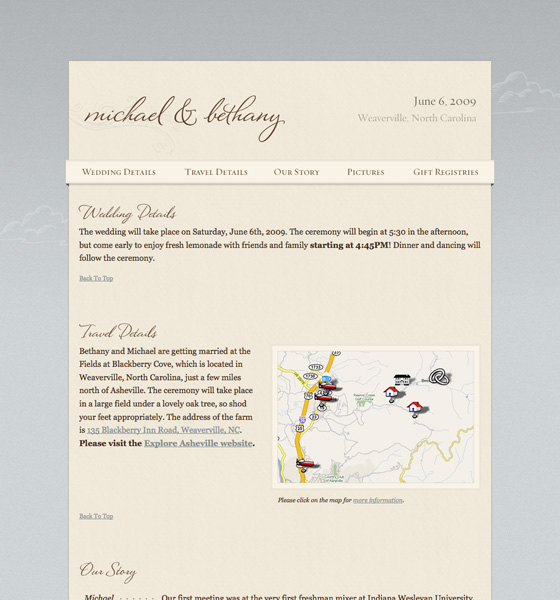 michael & bethany
June 6, 2009
Weaverville, North Carolina
Wedding Details Travel Details Our Story Pictures Gift Registries
Wedding Details
The wedding will take place on Saturday, June 6th, 2009. The ceremony will begin at 5:30 in the afternoon,
but come early to enjoy fresh lemonade with friends and family starting at 4:45PM! Dinner and dancing will
follow the ceremony.
Back To Top
Travel Details
Bethany and Michael are getting married at the
Fields at Blackberry Cove, which is located in
Weaverville, North Carolina, just a few miles
north of Asheville. The ceremony will take place
in a large field under a lovely oak tree, so shod
your feet appropriately. The address of the farm
is 135 Blackberry Inn Road, Weaverville, NC.
Please visit the Explore Asheville website.
Please click on the map for more information.
Back To Top
Our Story
Michael Our first meeting was at the very first freshman mixer at Indiana Wesleyan University.